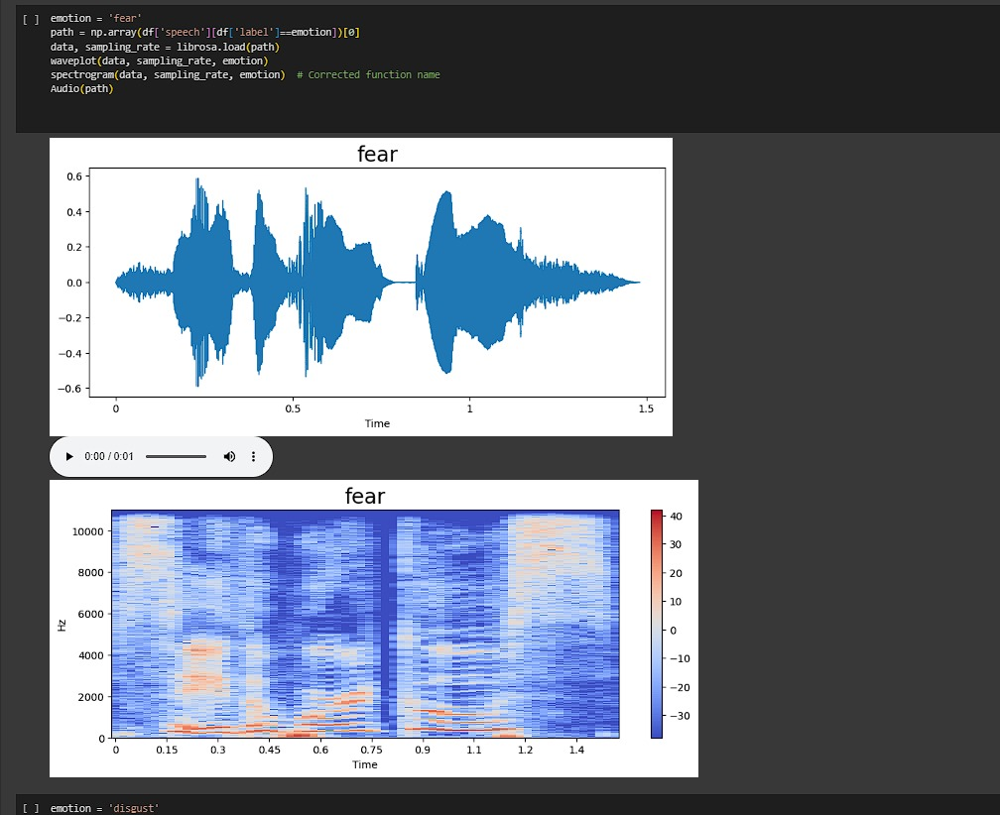 [ ] emotion = 'fear'
path = np.array(df['speech'][df['label']==emotion])[0]
data, sampling_rate = librosa.load(path)
waveplot(data, sampling_rate, emotion)
spectrogram(data, sampling_rate, emotion)  # Corrected function name
Audio(path)
fear
0.6
0.4
0.2
0.0
−0.2
−0.4
−0.6
0 0.5 1 1.5
Time
0:00 / 0:01
fear
10000
8000
6000
4000
2000
0
Hz
0 0.15 0.3 0.45 0.6 0.75 0.9 1.1 1.2 1.4
Time
40
30
20
10
0
−10
−20
−30
[ ] emotion = 'disgust'